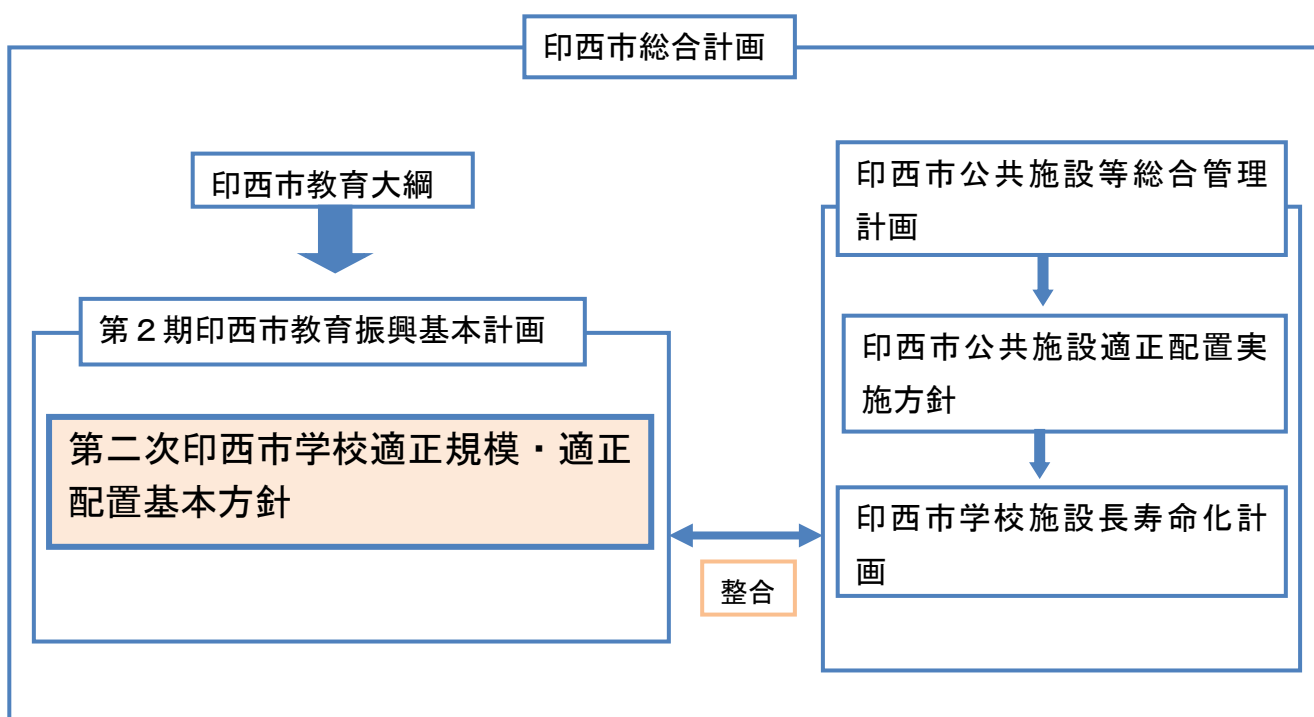 印西市総合計画
印西市教育大綱
第２期印西市教育振興基本計画
第二次印西市学校適正規模・適正
配置基本方針
整合
印西市公共施設等総合管理
計画
印西市公共施設適正配置実
施方針
印西市学校施設長寿命化計
画